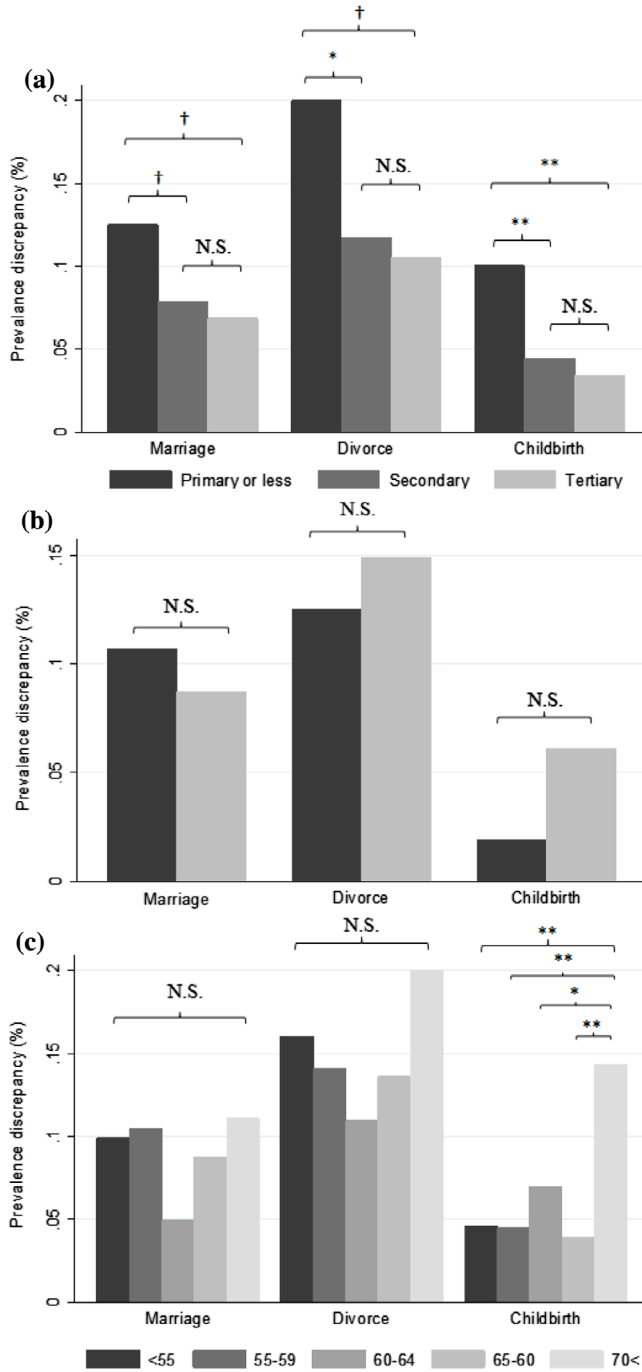 †
(a)
†
*
.2
†
**
†
.15
N.S.
**
N.S.
.1
N.S.
.05
0
Prevalance discrepancy (%)
Marriage Divorce Childbirth
Primary or less Secondary Tertiary
(b)
N.S.
.15
N.S.
.1
N.S.
.05
0
Prevalence discrepancy (%)
Marriage Divorce Childbirth
(c)
N.S.
**
**
.2
N.S.
*
**
.15
.1
.05
0
Prevalence discrepancy (%)
Marriage Divorce Childbirth
<55 55-59 60-64 65-60 70<